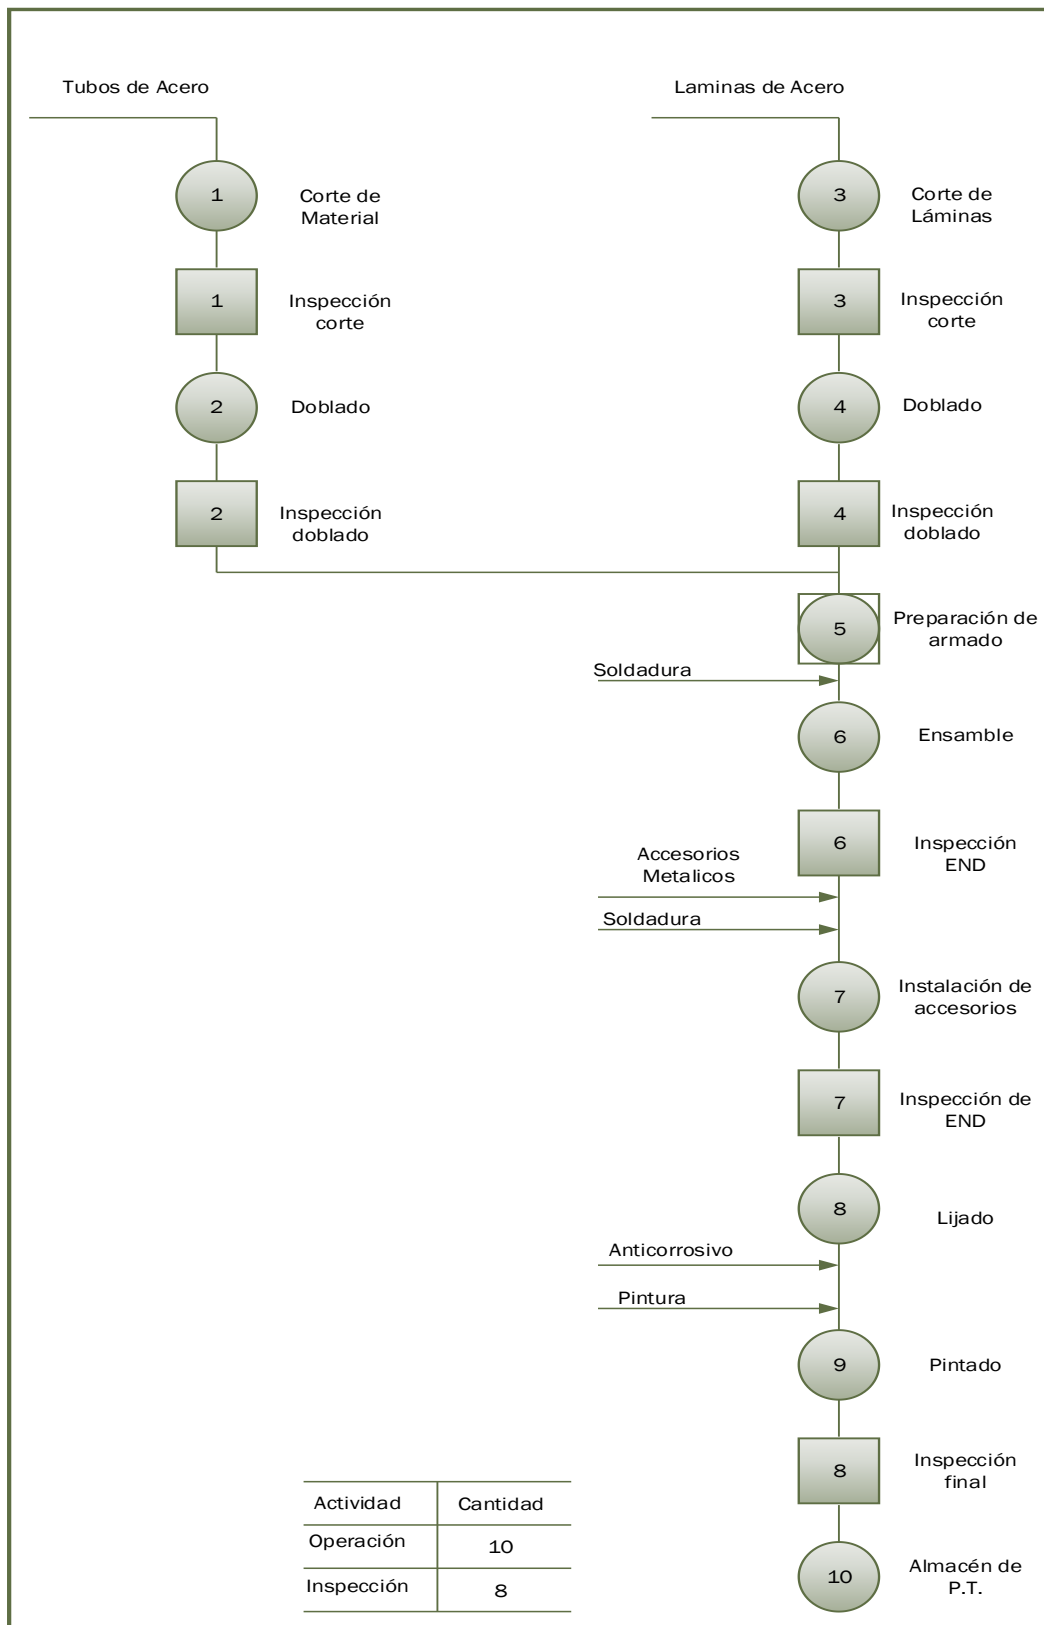 Tubos de Acero
Laminas de Acero
1
Corte de
Material
3
Corte de
Láminas
1
Inspección
corte
3
Inspección
corte
2
Doblado
4
Doblado
2
Inspección
doblado
4
Inspección
doblado
5
Preparación de
armado
Soldadura
6
Ensamble
6
Inspección
END
Accesorios
Metalicos
Soldadura
7
Instalación de
accesorios
7
Inspección de
END
8
Lijado
Anticorrosivo
Pintura
9
Pintado
8
Inspección
final
Actividad Cantidad
Operación 10
Inspección 8
10
Almacén de
P.T.